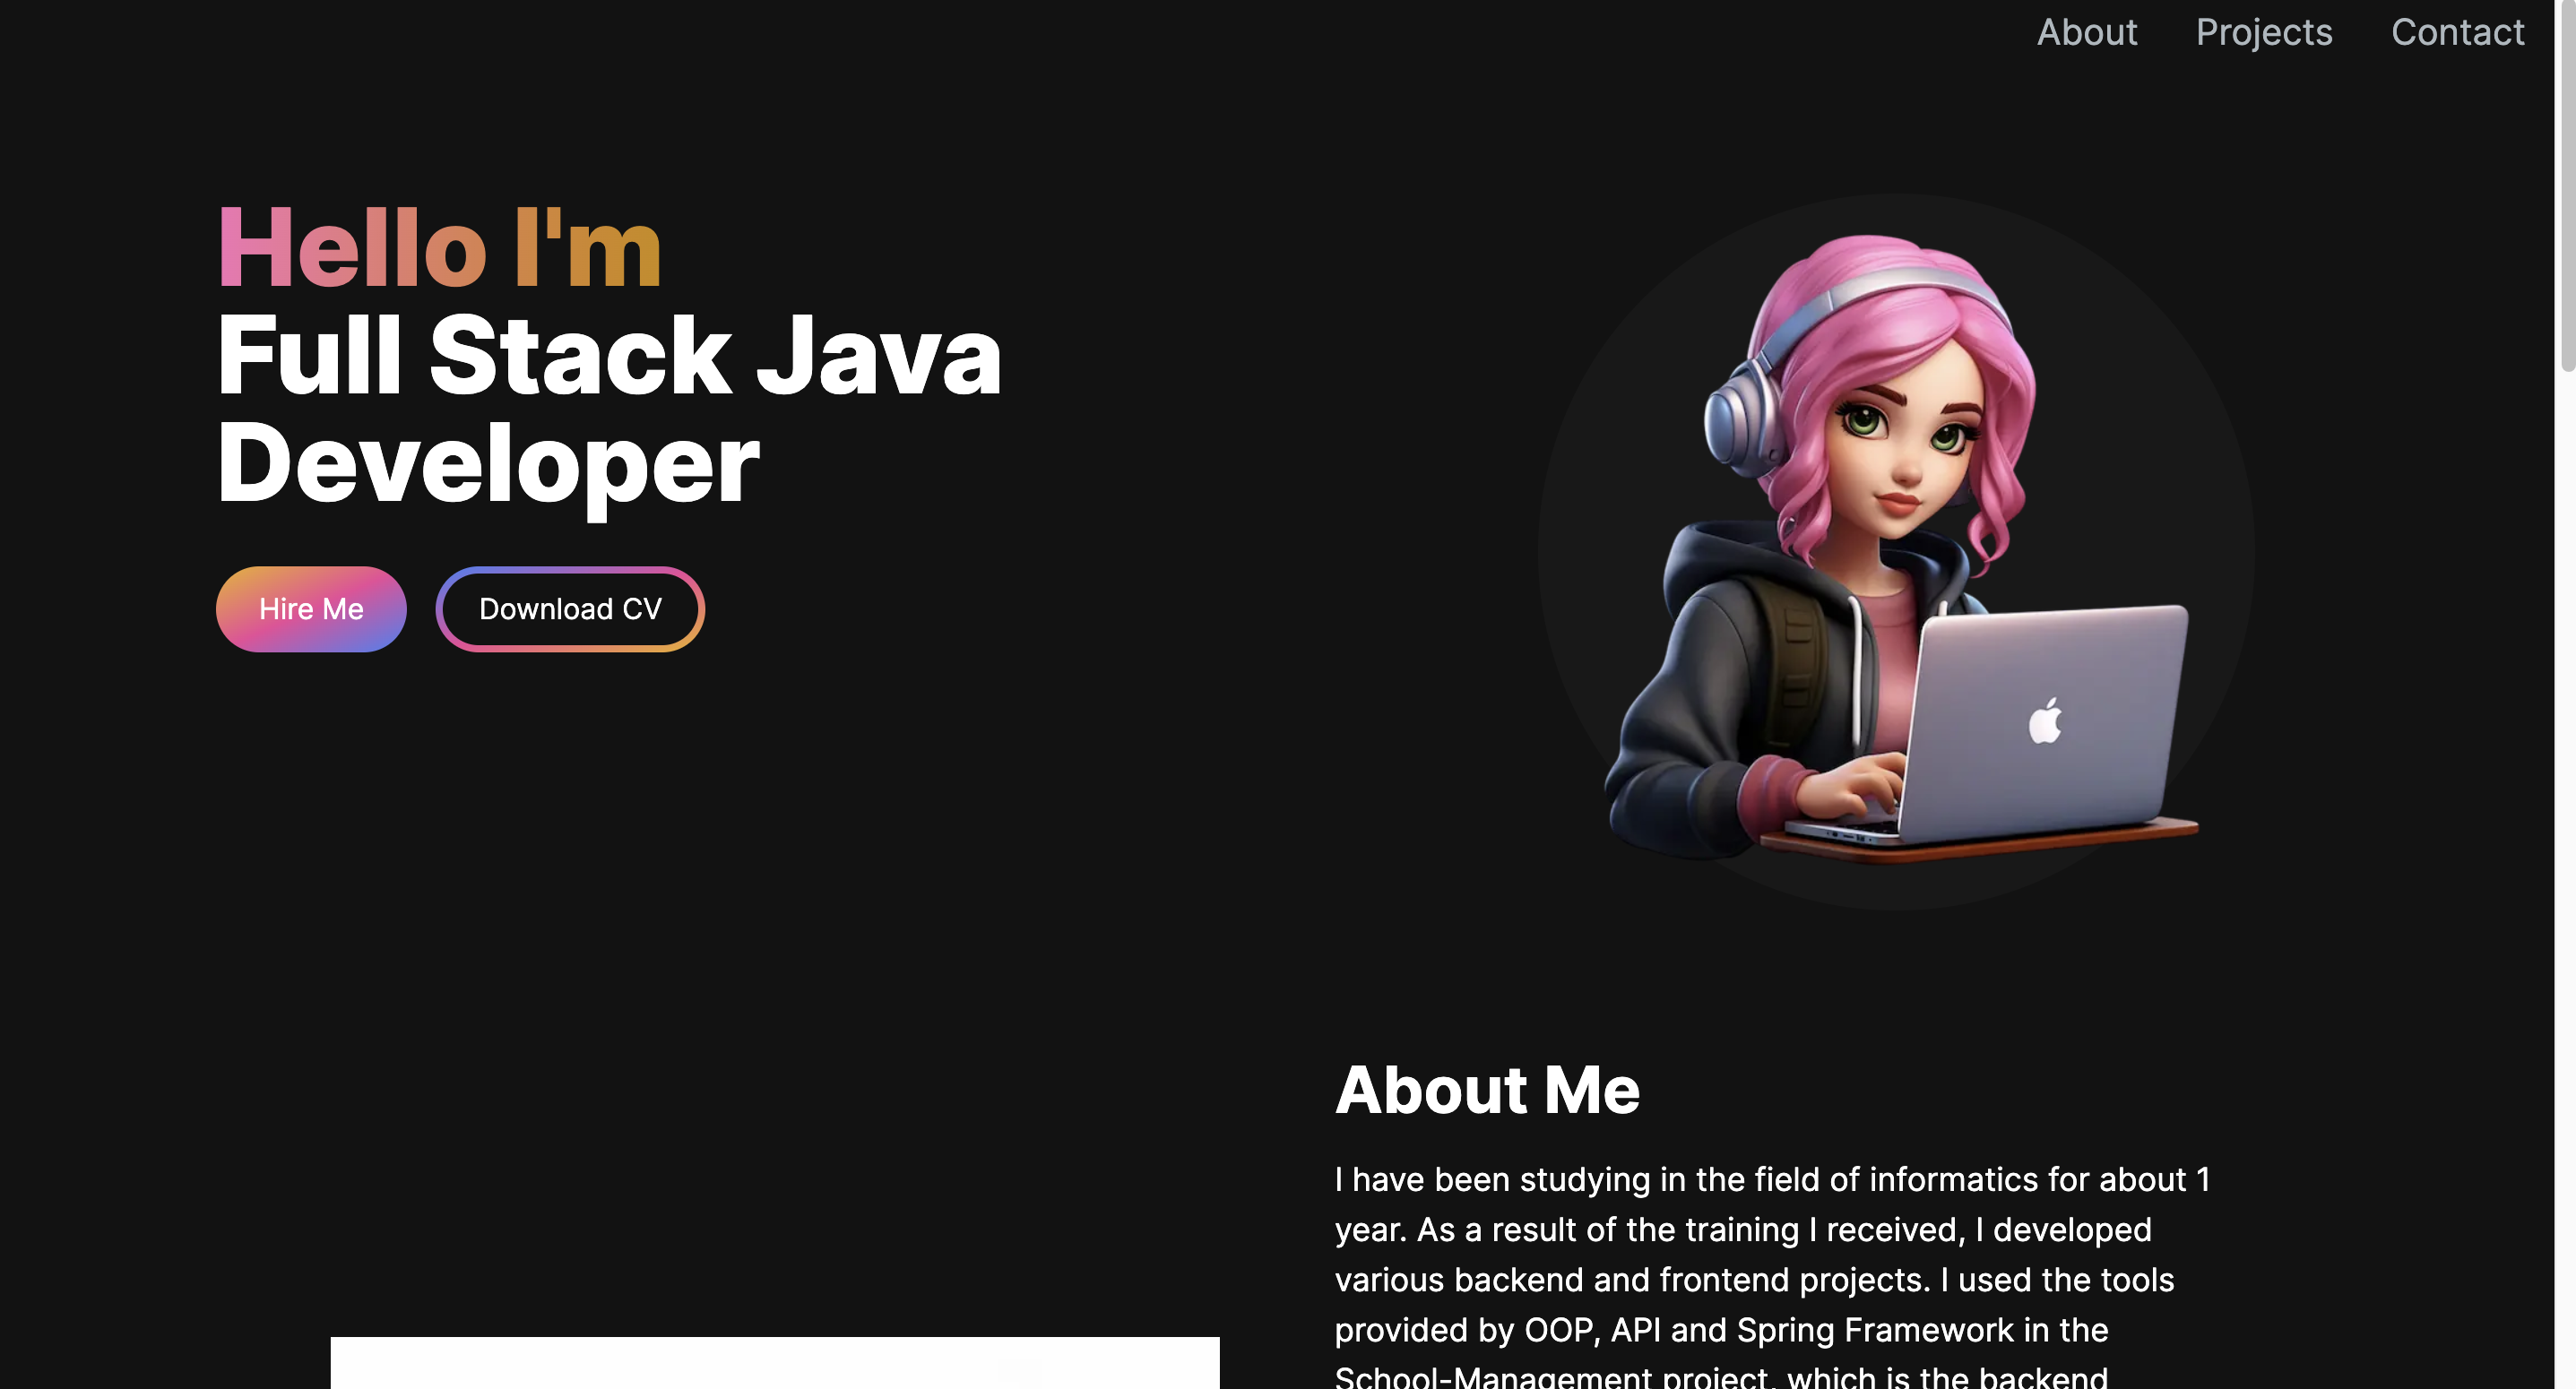 About Projects Contact
Hello I'm
Full Stack Java
Developer
Hire Me Download CV
About Me
I have been studying in the field of informatics for about 1
year. As a result of the training I received, I developed
various backend and frontend projects. I used the tools
provided by OOP, API and Spring Framework in the
School-Management project, which is the backend